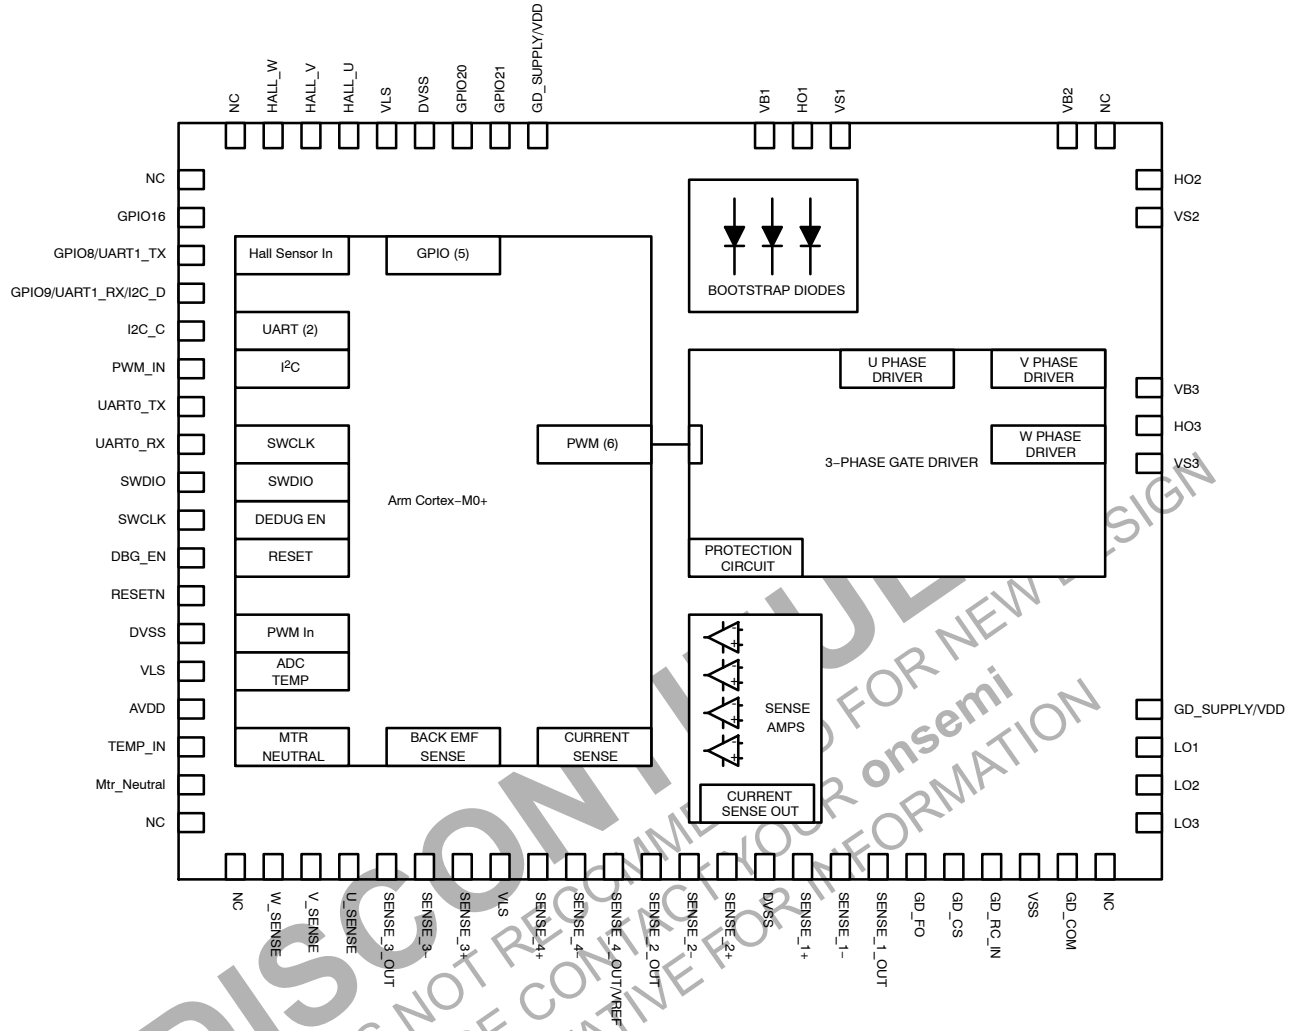 NC
HALL_W
HALL_V
HALL_U
VLS
DVSS
GPIO20
GPIO21
GD_SUPPLY/VDD
VB1
HO1
VS1
VB2
NC
NC
GPIO16
GPIO8/UART1_TX
GPIO9/UART1_RX/I2C_D
I2C_C
PWM_IN
UART0_TX
UART0_RX
SWDIO
SWCLK
DBG_EN
RESETN
DVSS
VLS
AVDD
TEMP_IN
Mtr_Neutral
NC
Hall Sensor In
GPIO (5)
UART (2)
I²C
SWCLK
PWM (6)
SWDIO
Arm Cortex−M0+
DEDUG EN
RESET
PWM In
ADC
TEMP
MTR
NEUTRAL
BACK EMF
SENSE
CURRENT
SENSE
BOOTSTRAP DIODES
U PHASE
DRIVER
V PHASE
DRIVER
W PHASE
DRIVER
3−PHASE GATE DRIVER
PROTECTION
CIRCUIT
-
+
-
+
-
+
-
+
SENSE
AMPS
CURRENT
SENSE OUT
HO2
VS2
VB3
HO3
VS3
GD_SUPPLY/VDD
LO1
LO2
LO3
NC
W_SENSE
V_SENSE
U_SENSE
SENSE_3_OUT
SENSE_3−
SENSE_3+
VLS
SENSE_4+
SENSE_4−
SENSE_4_OUT/VREF
SENSE_2_OUT
SENSE_2−
SENSE_2+
DVSS
SENSE_1+
SENSE_1−
SENSE_1_OUT
GD_FO
GD_CS
GD_RC_IN
VSS
GD_COM
NC
FOR NEW DESIGN
NOT
CONTACT YOUR onsemi
FOR INFORMATION